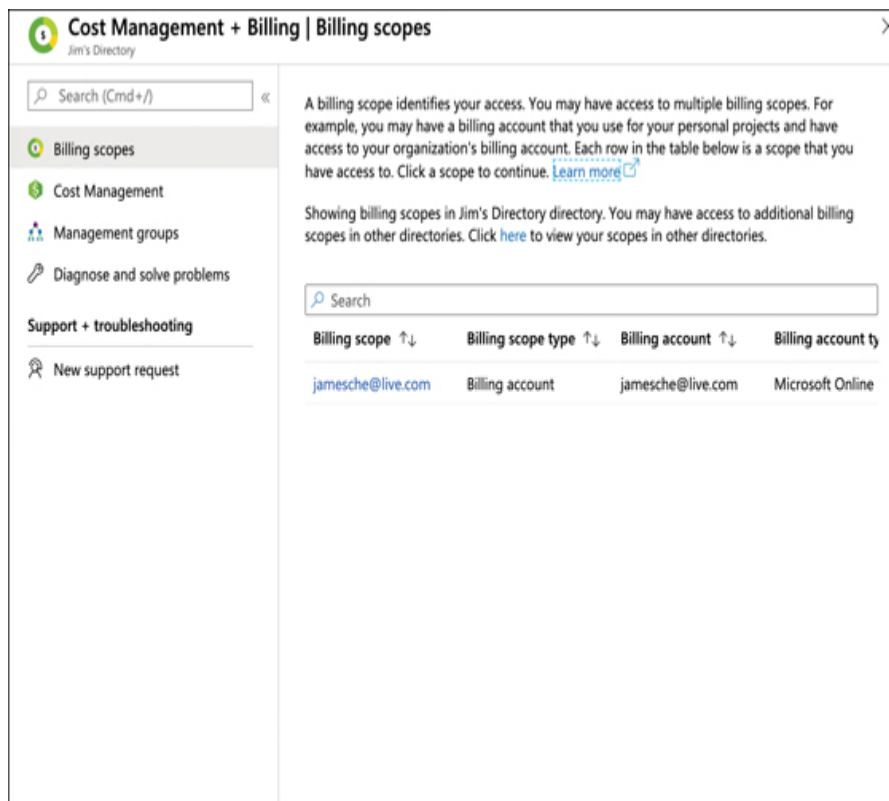 Cost Management + Billing | Billing scopes
Jim's Directory
Search (Cmd+/)
Billing scopes
Cost Management
Management groups
Diagnose and solve problems
Support + troubleshooting
New support request
A billing scope identifies your access. You may have access to multiple billing scopes. For
example, you may have a billing account that you use for your personal projects and have
access to your organization's billing account. Each row in the table below is a scope that you
have access to. Click a scope to continue. Learn more
Showing billing scopes in Jim's Directory directory. You may have access to additional billing
scopes in other directories. Click here to view your scopes in other directories.
Search
Billing scope Billing scope type Billing account Billing account ty
jamesche@live.com Billing account jamesche@live.com Microsoft Online